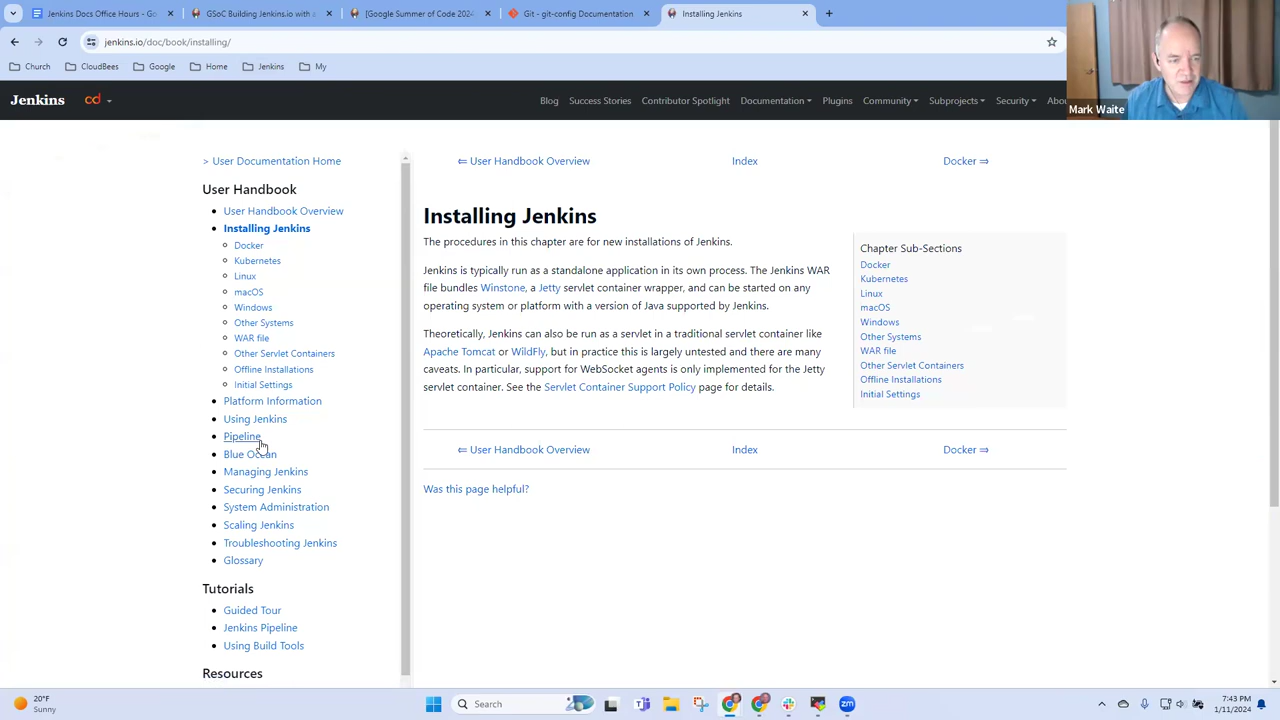 Jenkins Docs Office Hours -
GSoC Building Jenkins.io with a
[Google Summer of Code 2024
Git - git-config Documentation
Installing Jenkins
jenkins.io/doc/book/installing/
Church
CloudBees
Google
Home
Jenkins
My
Mark Waite
Jenkins
cd
Blog
Success Stories
Contributor Spotlight
Documentation
Plugins
Community
Subprojects
Security
Abou
> User Documentation Home
User Handbook
User Handbook Overview
Installing Jenkins
Docker
Kubernetes
Linux
macOS
Windows
Other Systems
WAR file
Other Servlet Containers
Offline Installations
Initial Settings
Platform Information
Using Jenkins
Pipeline
Blue Ocean
Managing Jenkins
Securing Jenkins
System Administration
Scaling Jenkins
Troubleshooting Jenkins
Glossary
Tutorials
Guided Tour
Jenkins Pipeline
Using Build Tools
Resources
⇐ User Handbook Overview
Index
Docker ⇒
Installing Jenkins
The procedures in this chapter are for new installations of Jenkins.
Jenkins is typically run as a standalone application in its own process. The Jenkins WAR
file bundles Winstone, a Jetty servlet container wrapper, and can be started on any
operating system or platform with a version of Java supported by Jenkins.
Theoretically, Jenkins can also be run as a servlet in a traditional servlet container like
Apache Tomcat or WildFly, but in practice this is largely untested and there are many
caveats. In particular, support for WebSocket agents is only implemented for the Jetty
servlet container. See the Servlet Container Support Policy page for details.
Chapter Sub-Sections
Docker
Kubernetes
Linux
macOS
Windows
Other Systems
WAR file
Other Servlet Containers
Offline Installations
Initial Settings
⇐ User Handbook Overview
Index
Docker ⇒
Was this page helpful?
20°F
Sunny
Search
7:43 PM
1/11/2024